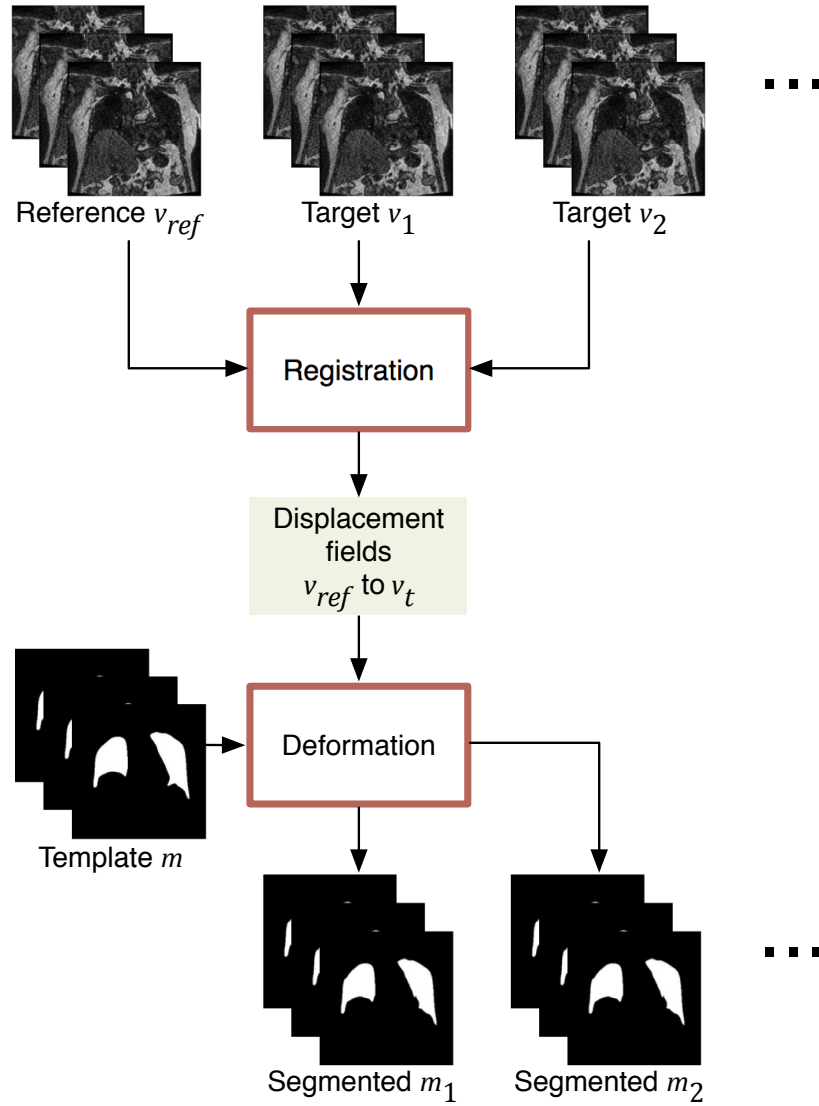 Reference v_ref
Target v_1
Target v_2
Registration
Displacement
fields
v_ref to v_t
Deformation
Template m
Segmented m_1
Segmented m_2